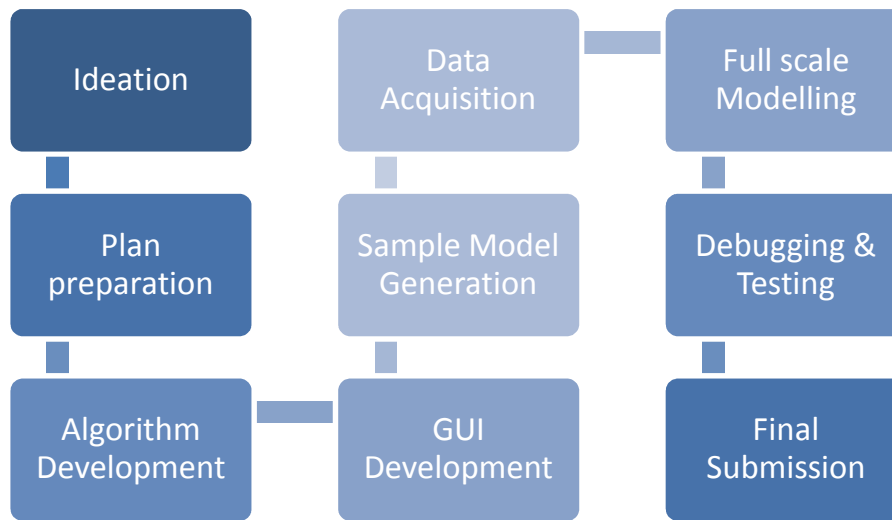 Ideation
Plan
preparation
Algorithm
Development
GUI
Development
Sample Model
Generation
Data
Acquisition
Full scale
Modelling
Debugging &
Testing
Final
Submission